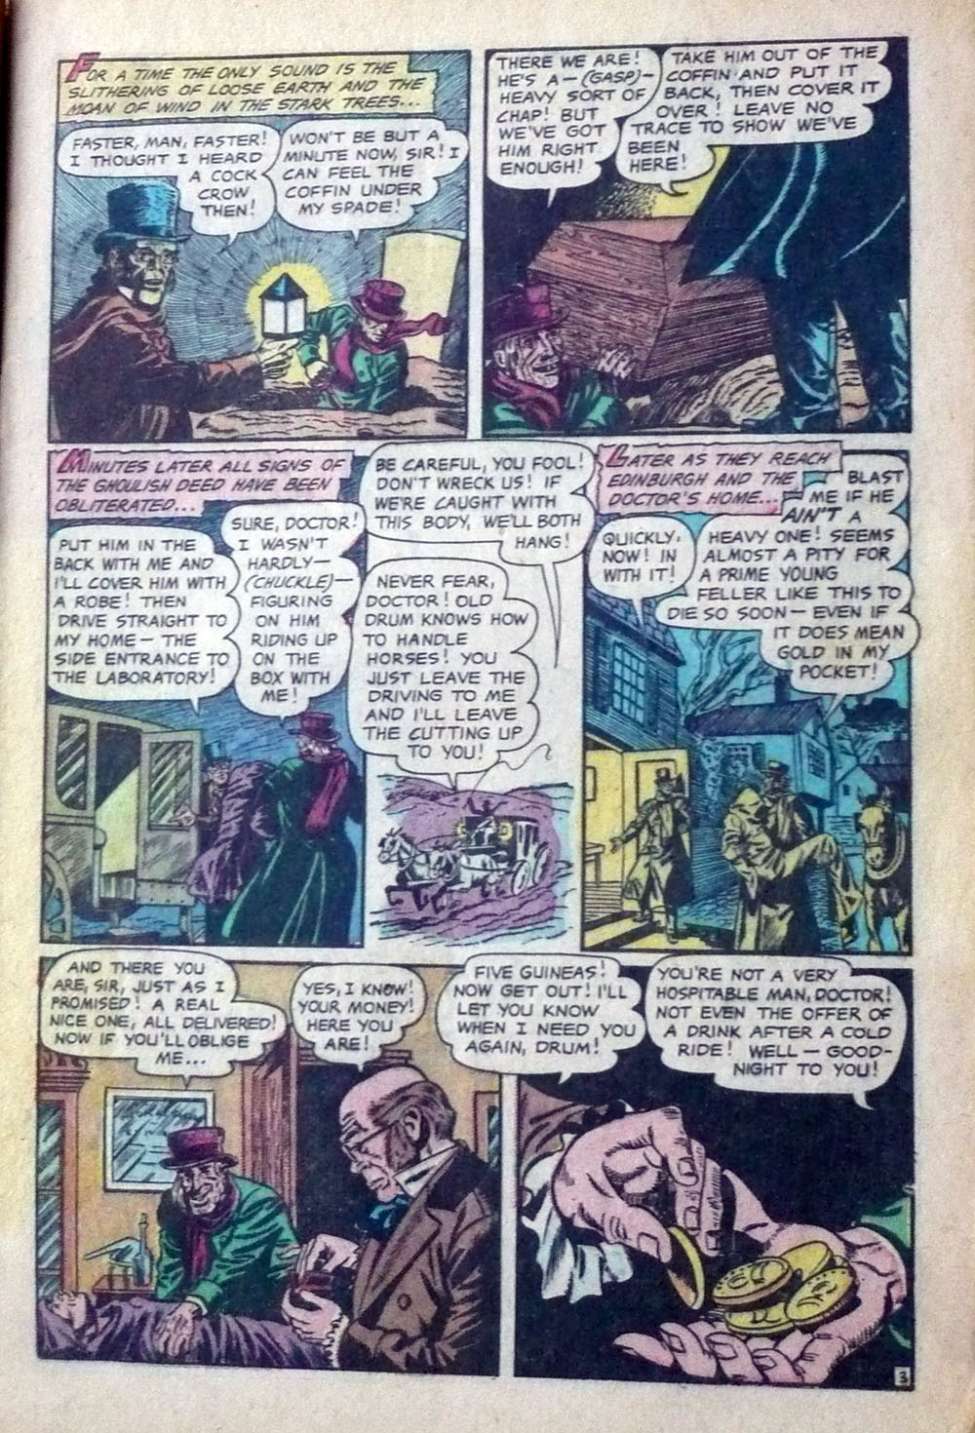 FOR A TIME THE ONLY SOUND IS THE
SLITHERING OF LOOSE EARTH AND THE
MOAN OF WIND IN THE STARK TREES...
FASTER, MAN, FASTER!
I THOUGHT I HEARD
A COCK
CROW
THEN!
WON'T BE BUT A
MINUTE NOW, SIR! I
CAN FEEL THE
COFFIN UNDER
MY SPADE!
THERE WE ARE!
HE'S A—(GASP)—
HEAVY SORT OF
CHAP! BUT
WE'VE GOT
HIM RIGHT
ENOUGH!
TAKE HIM OUT OF THE
COFFIN AND PUT IT
BACK, THEN COVER IT
OVER! LEAVE NO
TRACE TO SHOW WE'VE
BEEN
HERE!
MINUTES LATER ALL SIGNS OF
THE GHOULISH DEED HAVE BEEN
OBLITERATED...
PUT HIM IN THE
BACK WITH ME AND
I'LL COVER HIM WITH
A ROBE! THEN
DRIVE STRAIGHT TO
MY HOME— THE
SIDE ENTRANCE TO
THE LABORATORY!
SURE, DOCTOR!
I WASN'T
HARDLY—
(CHUCKLE)—
FIGURING
ON HIM
RIDING UP
ON THE
BOX WITH
ME!
BE CAREFUL, YOU FOOL!
DON'T WRECK US! IF
WE'RE CAUGHT WITH
THIS BODY, WE'LL BOTH
HANG!
NEVER FEAR,
DOCTOR! OLD
DRUM KNOWS HOW
TO HANDLE
HORSES! YOU
JUST LEAVE THE
DRIVING TO ME
AND I'LL LEAVE
THE CUTTING UP
TO YOU!
LATER AS THEY REACH
EDINBURGH AND THE
DOCTOR'S HOME...
QUICKLY,
NOW! IN
WITH IT!
BLAST
ME IF HE
AIN'T A
HEAVY ONE! SEEMS
ALMOST A PITY FOR
A PRIME YOUNG
FELLER LIKE THIS TO
DIE SO SOON— EVEN IF
IT DOES MEAN
GOLD IN MY
POCKET!
AND THERE YOU
ARE, SIR, JUST AS I
PROMISED! A REAL
NICE ONE, ALL DELIVERED!
NOW IF YOU'LL OBLIGE
ME...
YES, I KNOW!
YOUR MONEY!
HERE YOU
ARE!
FIVE GUINEAS!
NOW GET OUT! I'LL
LET YOU KNOW
WHEN I NEED YOU
AGAIN, DRUM!
YOU'RE NOT A VERY
HOSPITABLE MAN, DOCTOR!
NOT EVEN THE OFFER OF
A DRINK AFTER A COLD
RIDE! WELL— GOOD-
NIGHT TO YOU!
3